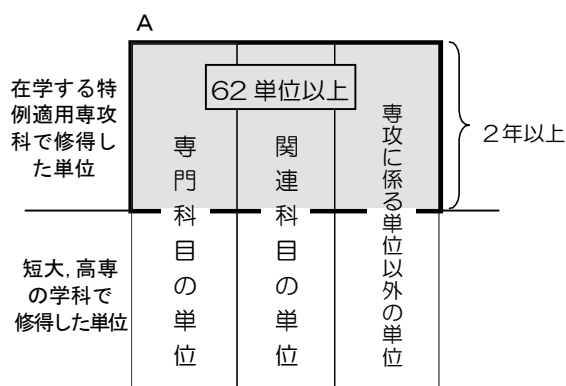 A
在学する特
例適用専攻
科で修得し
た単位
62 単位以上
専門科目の単位
関連科目の単位
専攻に係る単位以外の単位
2年以上
短大,高専
の学科で
修得した単位